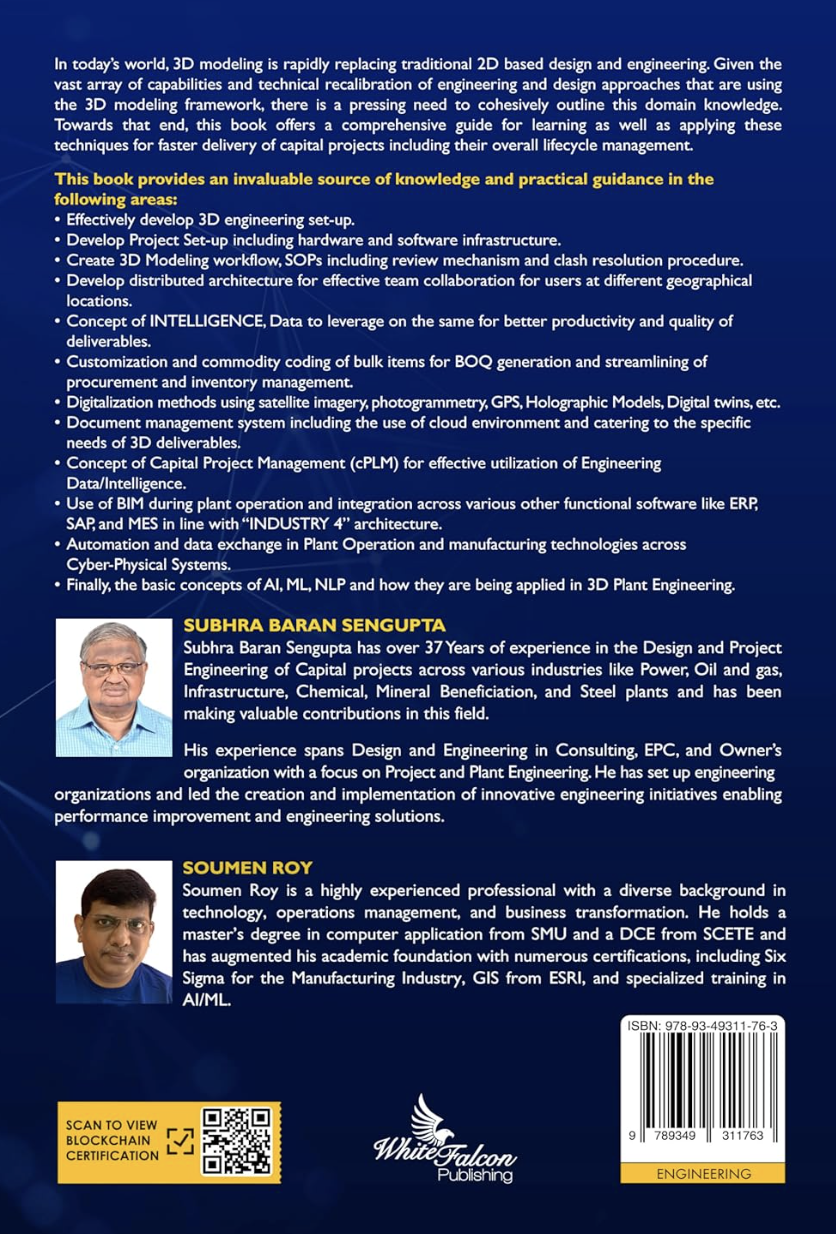 In today's world, 3D modeling is rapidly replacing traditional 2D based design and engineering. Given the
vast array of capabilities and technical recalibration of engineering and design approaches that are using
the 3D modeling framework, there is a pressing need to cohesively outline this domain knowledge.
Towards that end, this book offers a comprehensive guide for learning as well as applying these
techniques for faster delivery of capital projects including their overall lifecycle management.
This book provides an invaluable source of knowledge and practical guidance in the
following areas:
• Effectively develop 3D engineering set-up.
• Develop Project Set-up including hardware and software infrastructure.
• Create 3D Modeling workflow, SOPs including review mechanism and clash resolution procedure.
• Develop distributed architecture for effective team collaboration for users at different geographical
locations.
• Concept of INTELLIGENCE, Data to leverage on the same for better productivity and quality of
deliverables.
• Customization and commodity coding of bulk items for BOQ generation and streamlining of
procurement and inventory management.
• Digitalization methods using satellite imagery, photogrammetry, GPS, Holographic Models, Digital twins, etc.
• Document management system including the use of cloud environment and catering to the specific
needs of 3D deliverables.
• Concept of Capital Project Management (cPLM) for effective utilization of Engineering
Data/Intelligence.
• Use of BIM during plant operation and integration across various other functional software like ERP,
SAP, and MES in line with "INDUSTRY 4" architecture.
• Automation and data exchange in Plant Operation and manufacturing technologies across
Cyber-Physical Systems.
• Finally, the basic concepts of AI, ML, NLP and how they are being applied in 3D Plant Engineering.
SUBHRA BARAN SENGUPTA
Subhra Baran Sengupta has over 37 Years of experience in the Design and Project
Engineering of Capital projects across various industries like Power, Oil and gas,
Infrastructure, Chemical, Mineral Beneficiation, and Steel plants and has been
making valuable contributions in this field.
His experience spans Design and Engineering in Consulting, EPC, and Owner's
organization with a focus on Project and Plant Engineering. He has set up engineering
organizations and led the creation and implementation of innovative engineering initiatives enabling
performance improvement and engineering solutions.
SOUMEN ROY
Soumen Roy is a highly experienced professional with a diverse background in
technology, operations management, and business transformation. He holds a
master's degree in computer application from SMU and a DCE from SCETE and
has augmented his academic foundation with numerous certifications, including Six
Sigma for the Manufacturing Industry, GIS from ESRI, and specialized training in
AI/ML.
ISBN: 978-93-49311-76-3
9 789349 311763
ENGINEERING
SCAN TO VIEW
BLOCKCHAIN
CERTIFICATION
White Falcon
Publishing